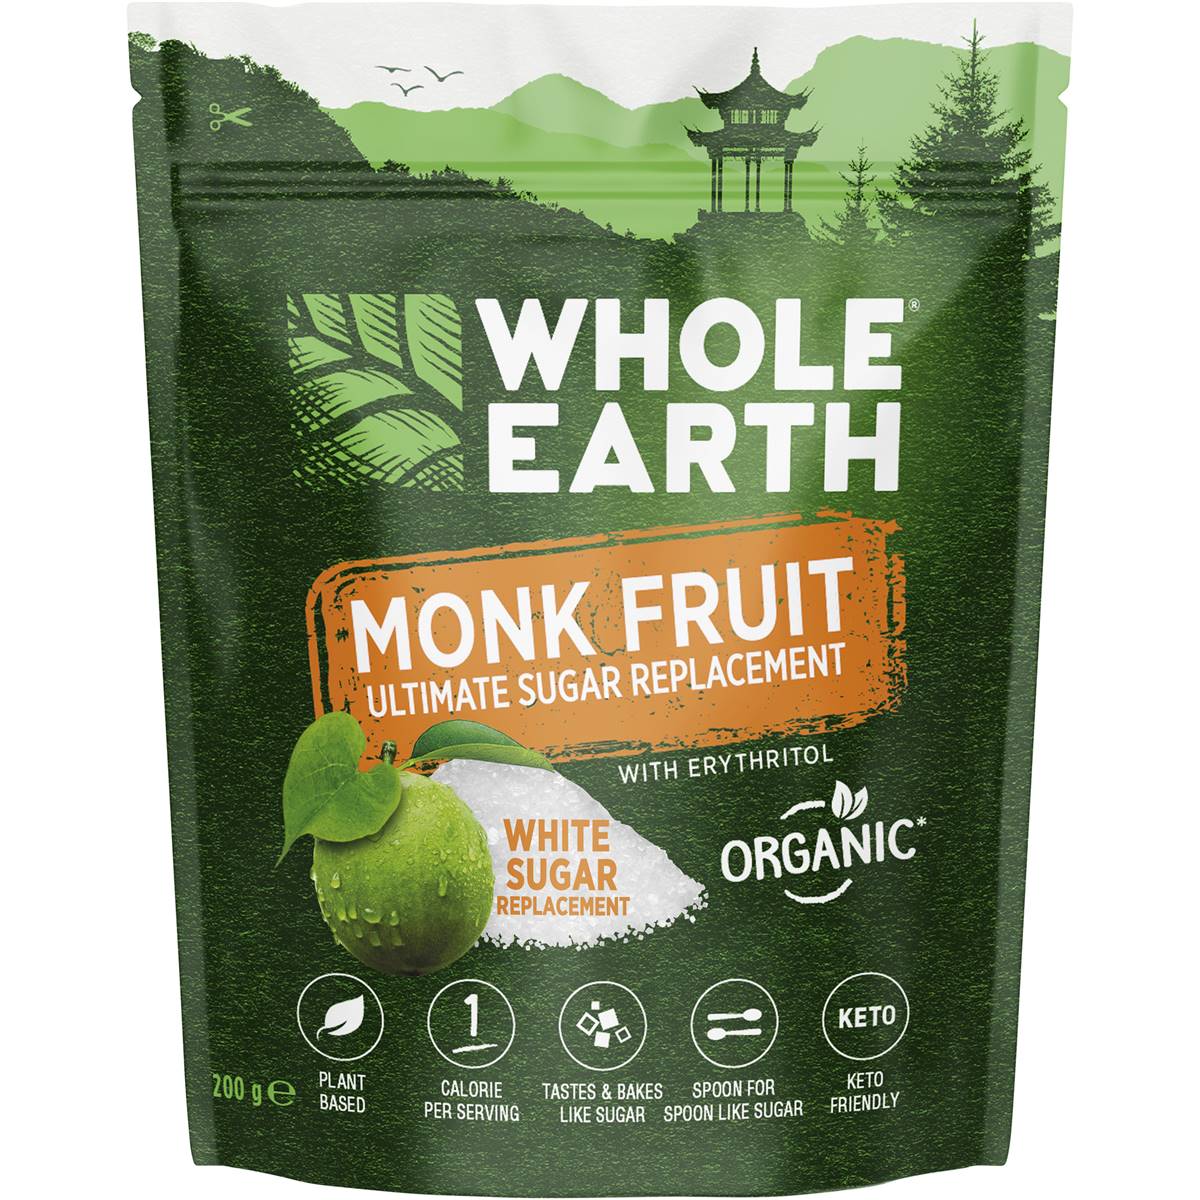 WHOLE®
EARTH
MONK FRUIT
ULTIMATE SUGAR REPLACEMENT
WITH ERYTHRITOL
ORGANIC*
WHITE
SUGAR
REPLACEMENT
1
KETO
PLANT
BASED
CALORIE
PER SERVING
TASTES & BAKES
LIKE SUGAR
SPOON FOR
SPOON LIKE SUGAR
KETO
FRIENDLY
200 g ℮